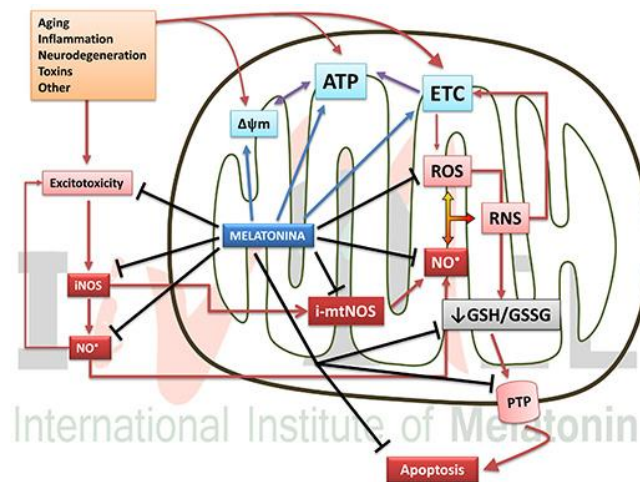 Aging
Inflammation
Neurodegeneration
Toxins
Other
ATP
ETC
Δψm
Excitotoxicity
ROS
RNS
MELATONINA
NO•
iNOS
i-mtNOS
↓GSH/GSSG
NO•
PTP
International Institute of Melatonin
Apoptosis